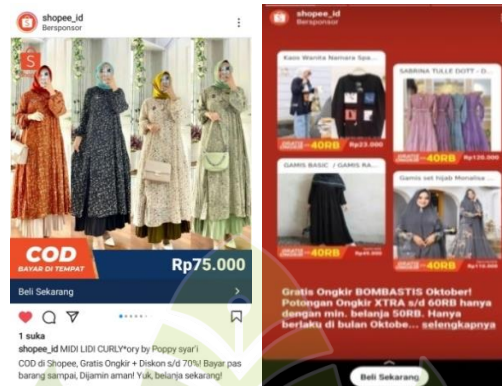 shopee_id
Bersponsor
COD
BAYAR DI TEMPAT
Rp75.000
Beli Sekarang
1 suka
shopee_id MIDI LIDI CURLY*ory by Poppy syar'i
COD di Shopee, Gratis Ongkir + Diskon s/d 70%! Bayar pas
barang sampai, Dijamin aman! Yuk, belanja sekarang!
shopee_id
Bersponsor
Kaos Wanita Namara Spa...
40RB
Rp23.000
SABRINA TULLE DOTT - D...
40RB
Rp120.000
GAMIS BASIC / GAMIS RA...
40RB
Gamis set hijab Monalisa ...
40RB
Gratis Ongkir BOMBASTIS Oktober!
Potongan Ongkir XTRA s/d 60RB hanya
dengan min. belanja 50RB. Hanya
berlaku di bulan Oktobe... selengkapnya
Beli Sekarang